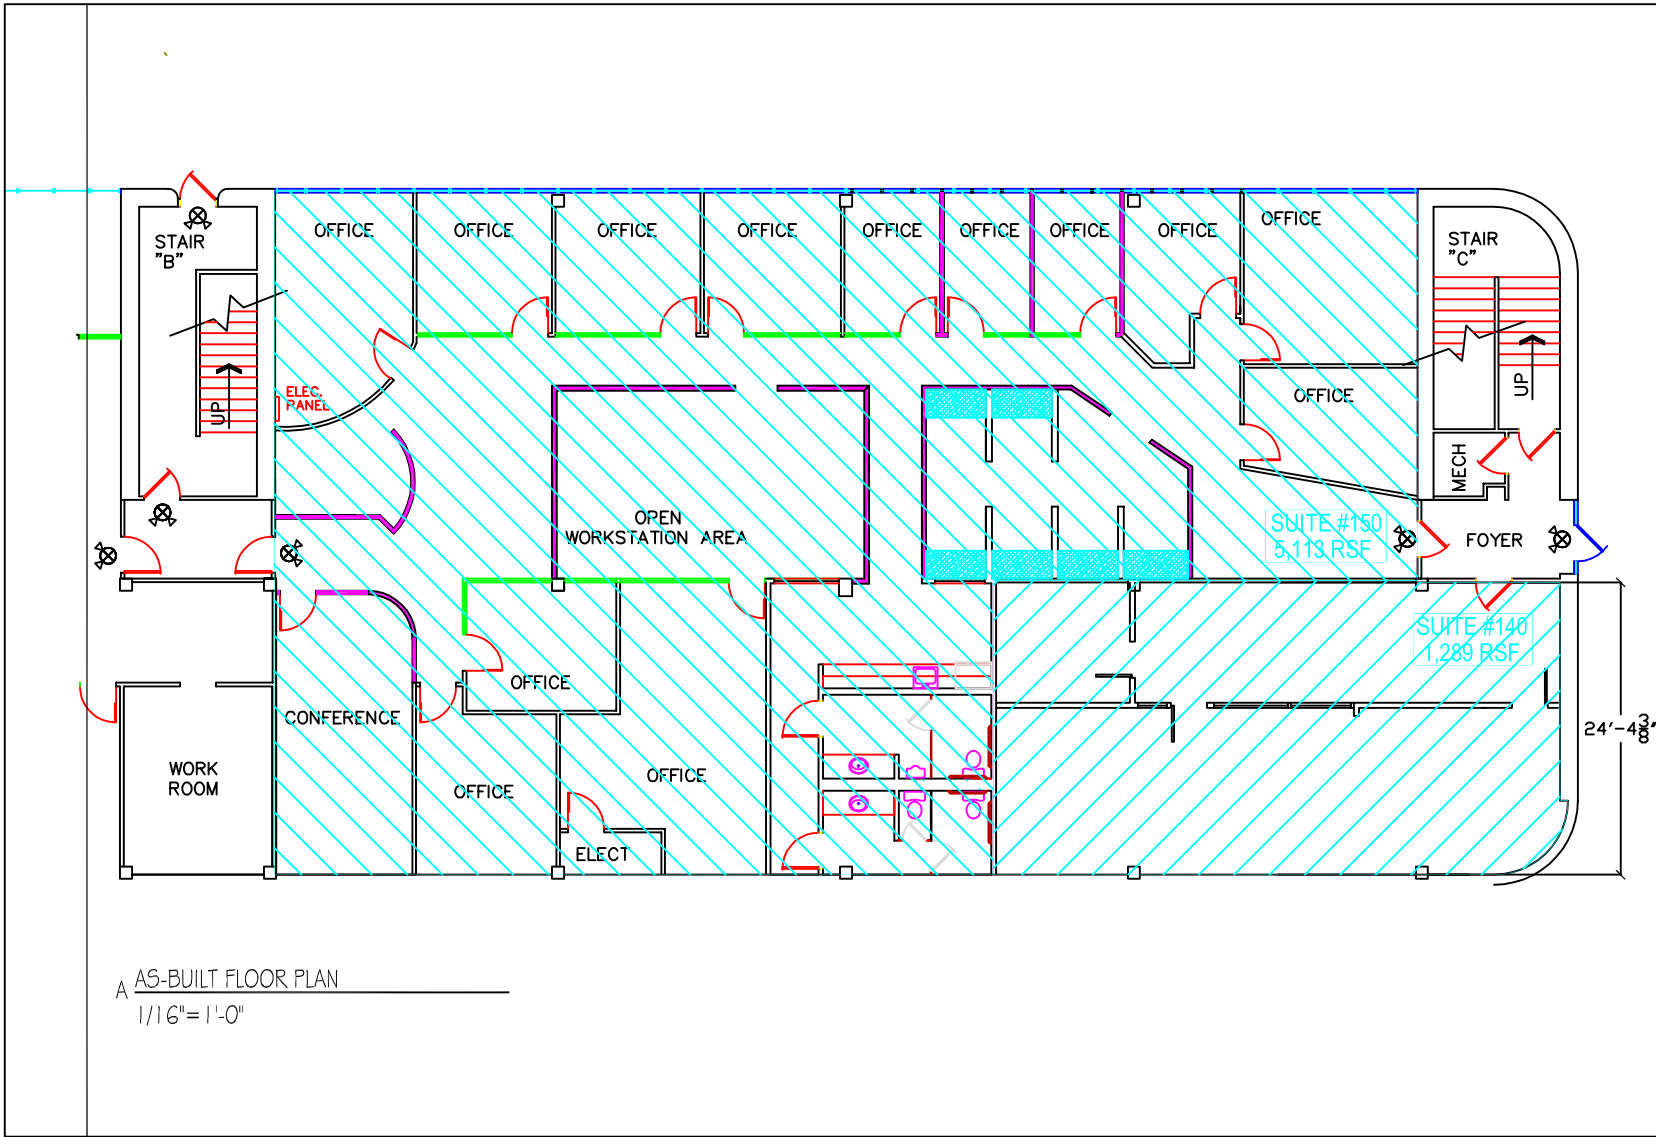 OFFICE
OFFICE
OFFICE
OFFICE
OFFICE
OFFICE
OFFICE
OFFICE
OFFICE
STAIR
"B"
STAIR
"C"
UP
UP
ELEC.
PANEL
OFFICE
MECH
OPEN
WORKSTATION AREA
SUITE #150
5,113 RSF
FOYER
SUITE #140
1,289 RSF
OFFICE
CONFERENCE
24'-4 3/8"
WORK
ROOM
OFFICE
OFFICE
ELECT
A AS-BUILT FLOOR PLAN
1/16"=1'-0"